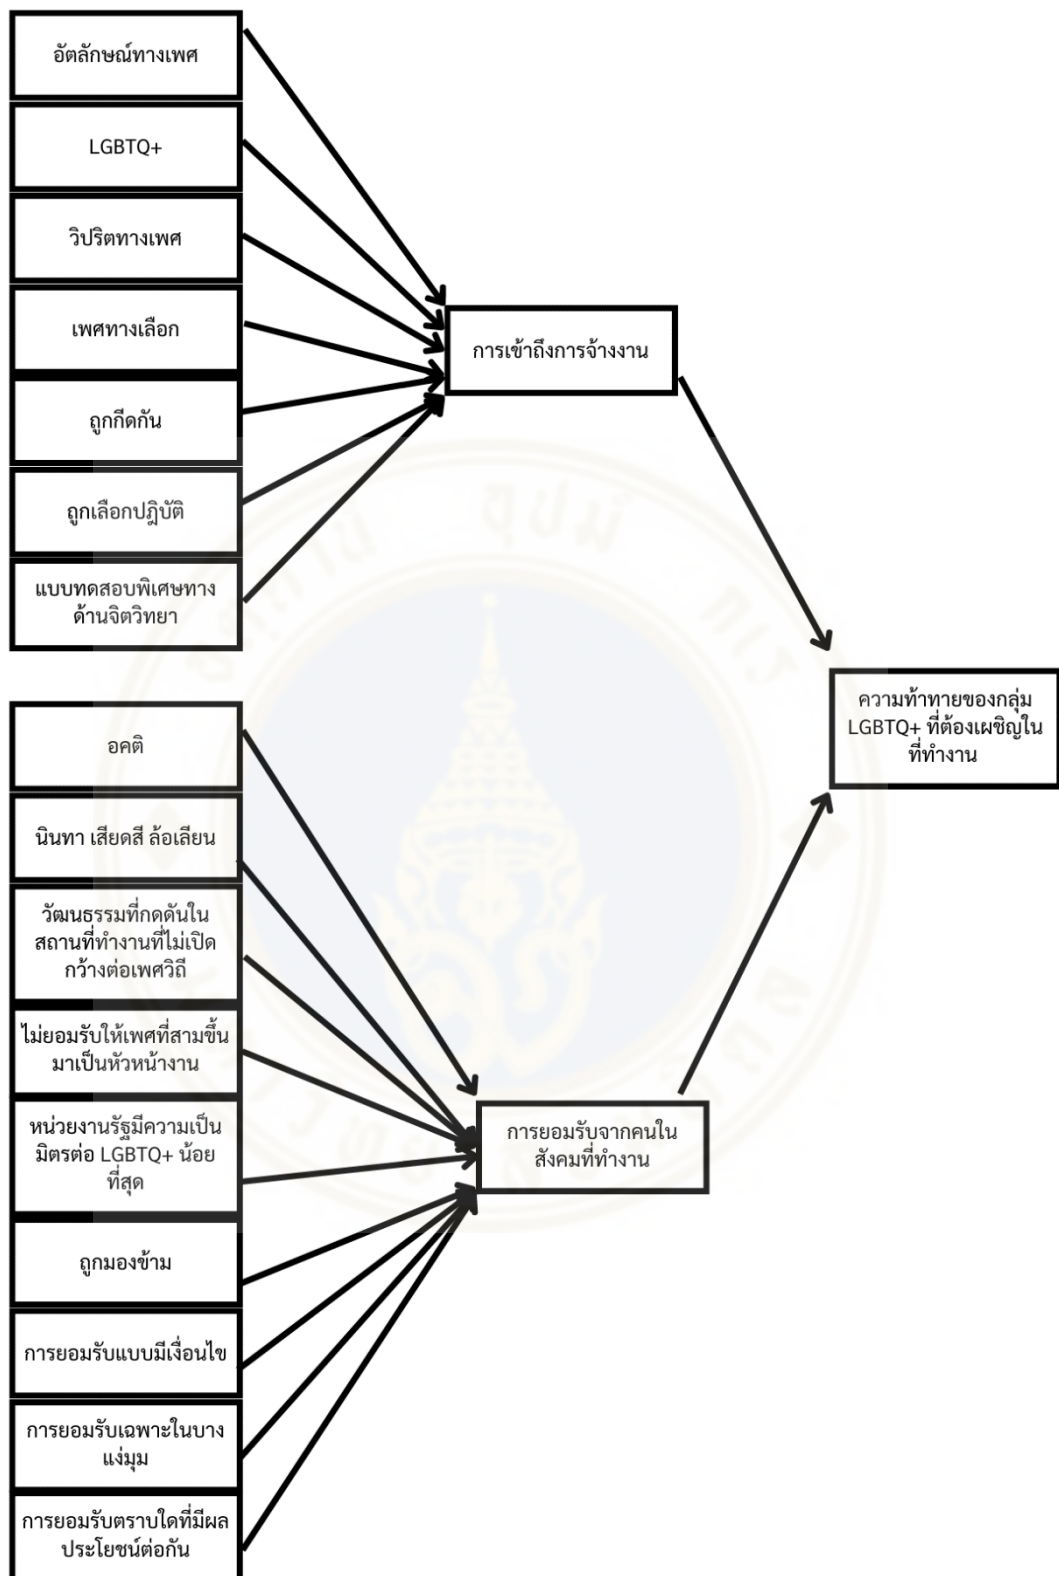 อัตลักษณ์ทางเพศ
LGBTQ+
วิปริตทางเพศ
เพศทางเลือก
ถูกกีดกัน
ถูกเลือกปฎิบัติ
แบบทดสอบพิเศษทาง
ด้านจิตวิทยา
การเข้าถึงการจ้างงาน
ความท้าทายของกลุ่ม
LGBTQ+ ที่ต้องเผชิญใน
ที่ทำงาน
อคติ
นินทา เสียดสี ล้อเลียน
วัฒนธรรมที่กดดันใน
สถานที่ทำงานที่ไม่เปิด
กว้างต่อเพศวิถี
ไม่ยอมรับให้เพศที่สามขึ้น
มาเป็นหัวหน้างาน
หน่วยงานรัฐมีความเป็น
มิตรต่อ LGBTQ+ น้อย
ที่สุด
ถูกมองข้าม
การยอมรับแบบมีเงื่อนไข
การยอมรับเฉพาะในบาง
แง่มุม
การยอมรับตราบใดที่มีผล
ประโยชน์ต่อกัน
การยอมรับจากคนใน
สังคมที่ทำงาน